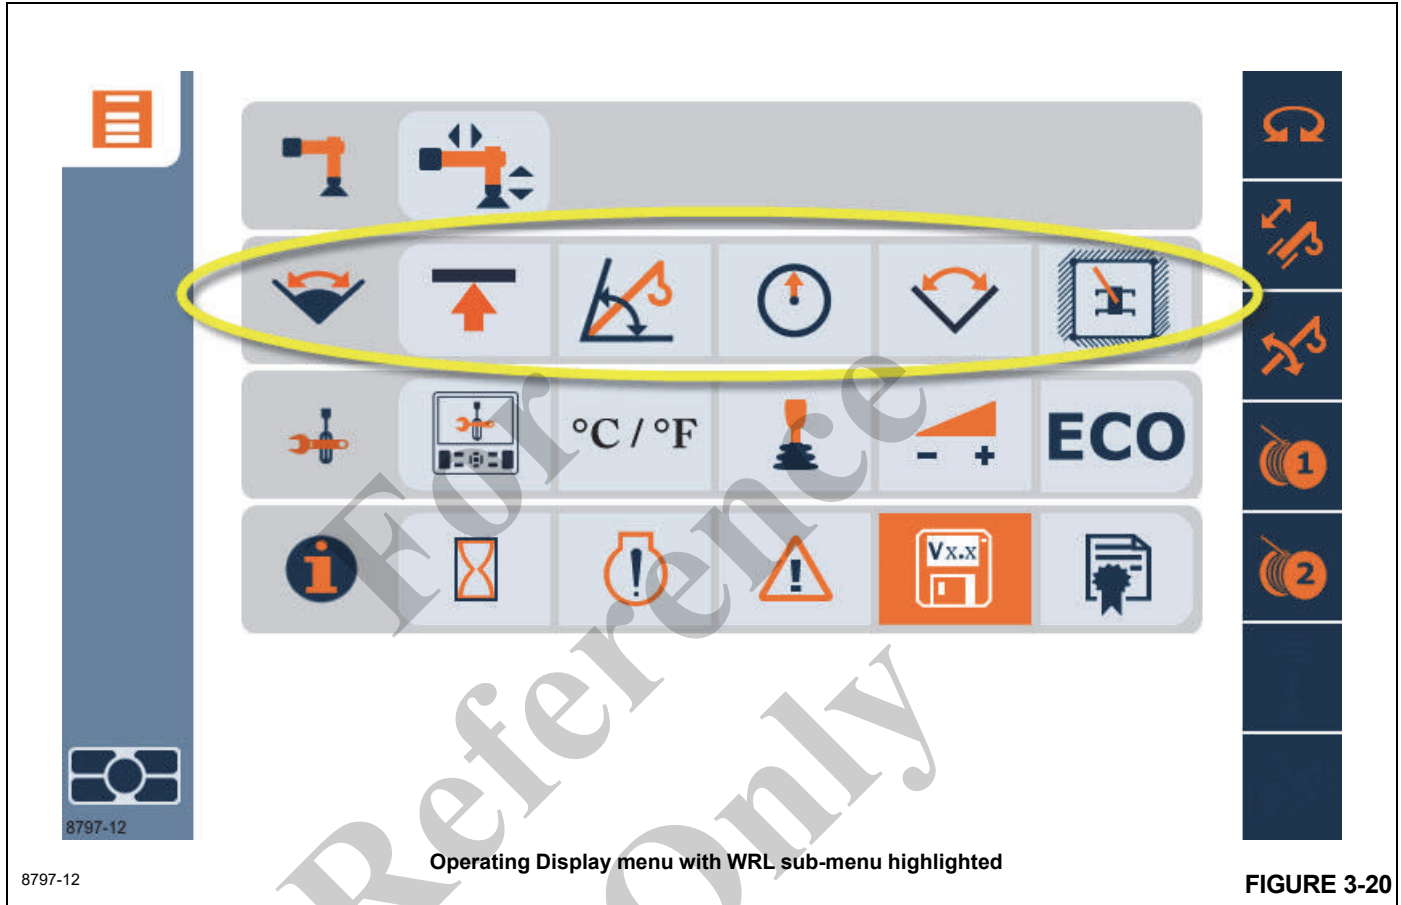 °C / °F
ECO
Vx.x
1
2
For
Reference
Only
8797-12
Operating Display menu with WRL sub-menu highlighted
8797-12
FIGURE 3-20